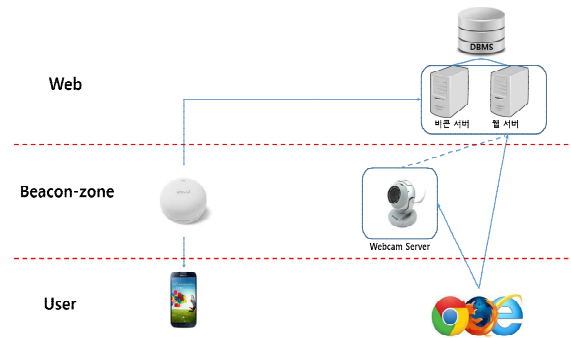 DBMS
Web
비콘 서버
웹 서버
Beacon-zone
Webcam Server
User